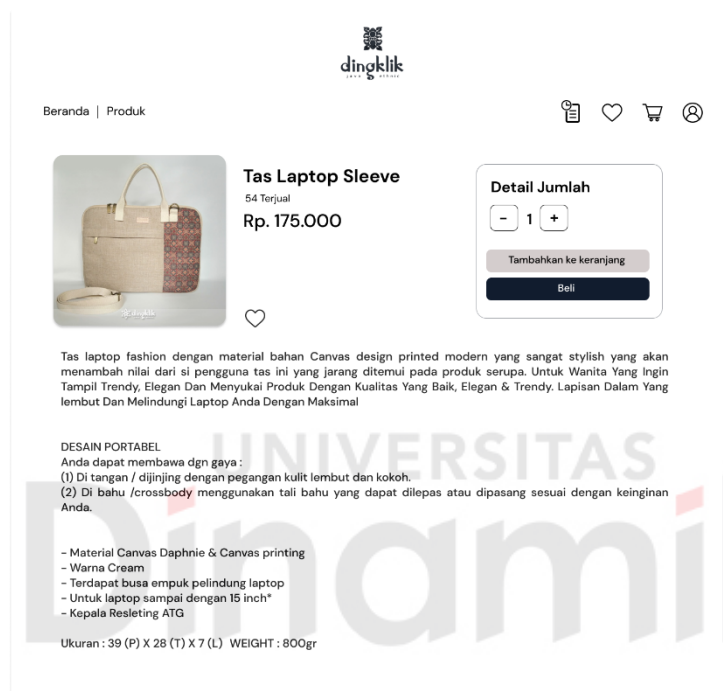 dingklik
Beranda | Produk
Tas Laptop Sleeve
54 Terjual
Rp. 175.000
Detail Jumlah
- 1 +
Tambahkan ke keranjang
Beli
dingklik
Tas laptop fashion dengan material bahan Canvas design printed modern yang sangat stylish yang akan
menambah nilai dari si pengguna tas ini yang jarang ditemui pada produk serupa. Untuk Wanita Yang Ingin
Tampil Trendy, Elegan Dan Menyukai Produk Dengan Kualitas Yang Baik, Elegan & Trendy. Lapisan Dalam Yang
lembut Dan Melindungi Laptop Anda Dengan Maksimal
UNIVERSITAS
Dinami
DESAIN PORTABEL
Anda dapat membawa dgn gaya :
(1) Di tangan / dijinjing dengan pegangan kulit lembut dan kokoh.
(2) Di bahu /crossbody menggunakan tali bahu yang dapat dilepas atau dipasang sesuai dengan keinginan
Anda.
- Material Canvas Daphnie & Canvas printing
- Warna Cream
- Terdapat busa empuk pelindung laptop
- Untuk laptop sampai dengan 15 inch*
- Kepala Resleting ATG
Ukuran : 39 (P) X 28 (T) X 7 (L) WEIGHT : 800gr